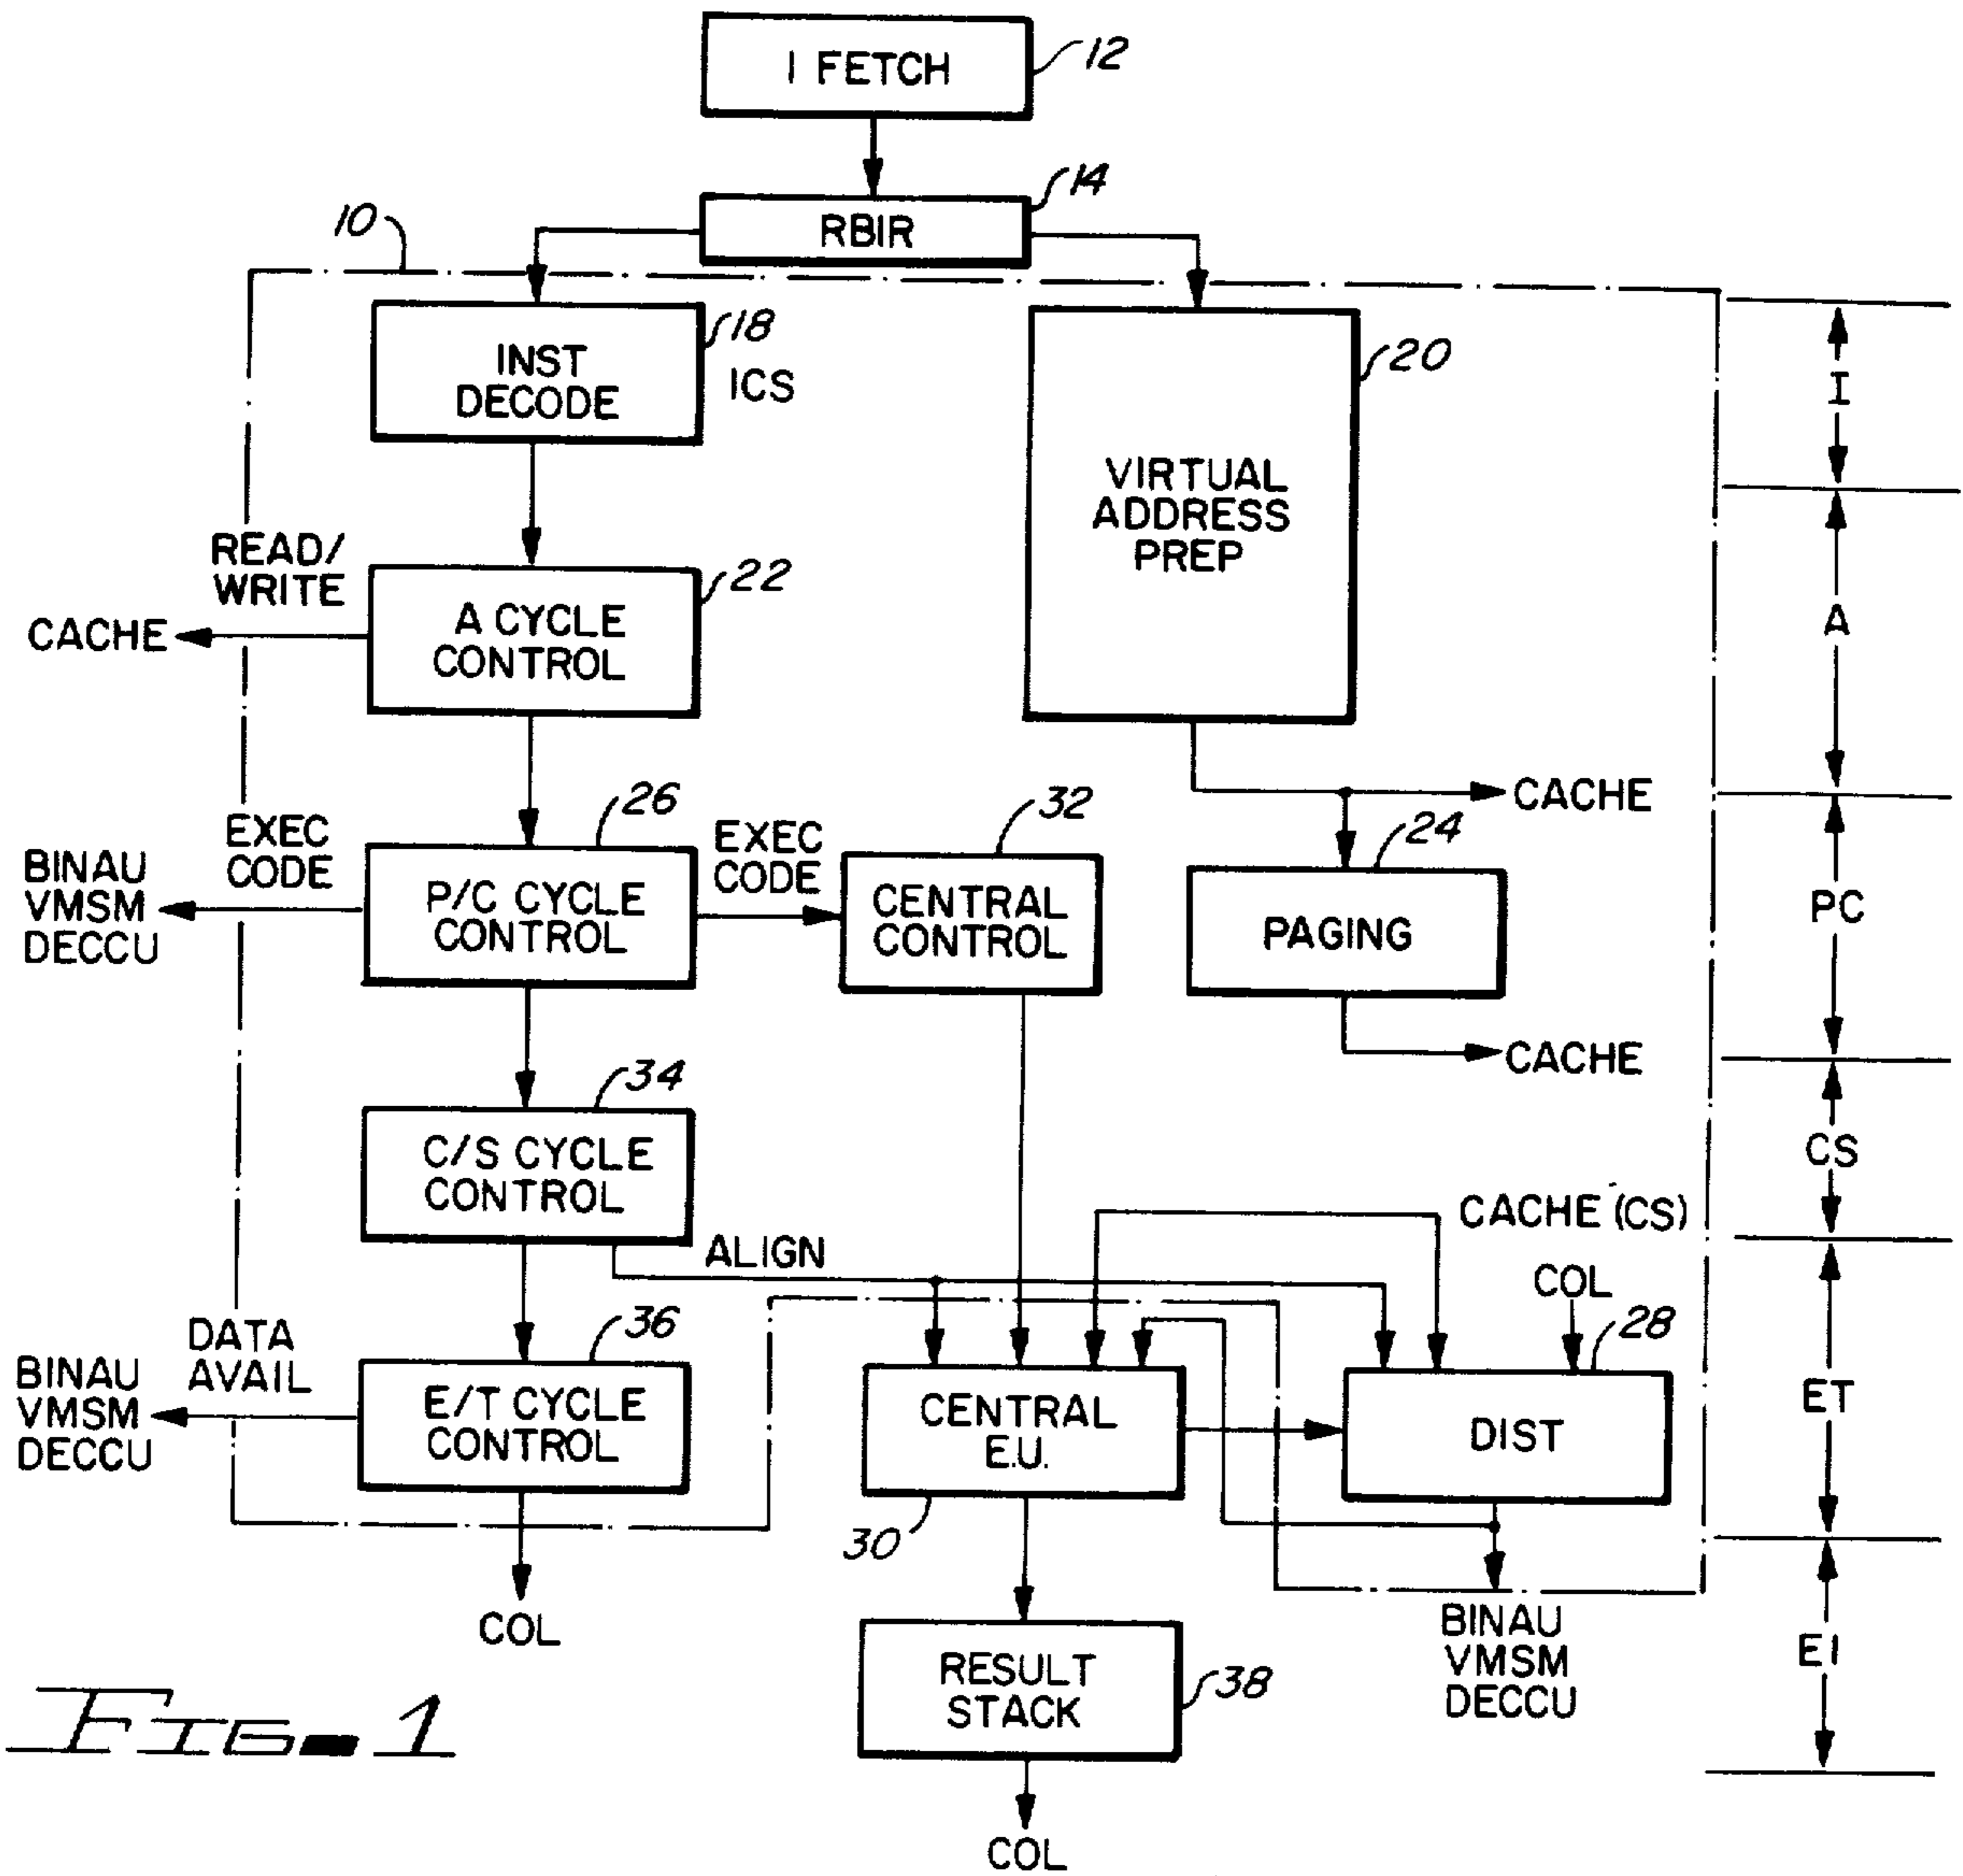 I FETCH
12
RBIR
14
10
INST
DECODE
18
ICS
VIRTUAL
ADDRESS
PREP
20
I
READ/
WRITE
CACHE
A CYCLE
CONTROL
22
A
CACHE
EXEC
CODE
BINAU
VMSM
DECCU
P/C CYCLE
CONTROL
26
EXEC
CODE
CENTRAL
CONTROL
32
PAGING
24
PC
CACHE
C/S CYCLE
CONTROL
34
CS
ALIGN
CACHE (CS)
COL
DATA
AVAIL
BINAU
VMSM
DECCU
E/T CYCLE
CONTROL
36
CENTRAL
E.U.
30
DIST
28
ET
COL
RESULT
STACK
38
BINAU
VMSM
DECCU
EI
COL
FIG-1